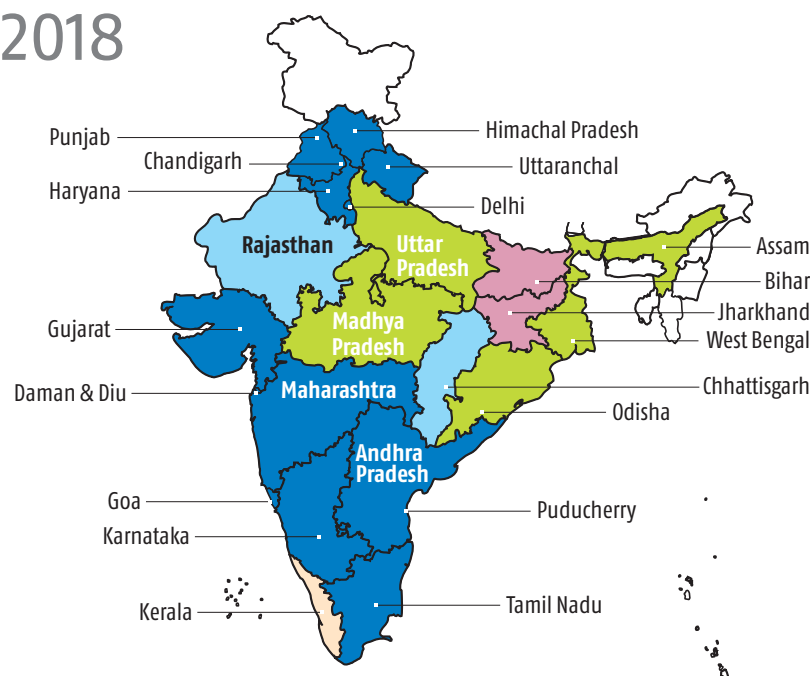 2018
Punjab
Himachal Pradesh
Chandigarh
Uttaranchal
Haryana
Delhi
Rajasthan
Uttar
Pradesh
Assam
Bihar
Jharkhand
West Bengal
Gujarat
Madhya
Pradesh
Daman & Diu
Maharashtra
Chhattisgarh
Odisha
Andhra
Pradesh
Goa
Puducherry
Karnataka
Kerala
Tamil Nadu